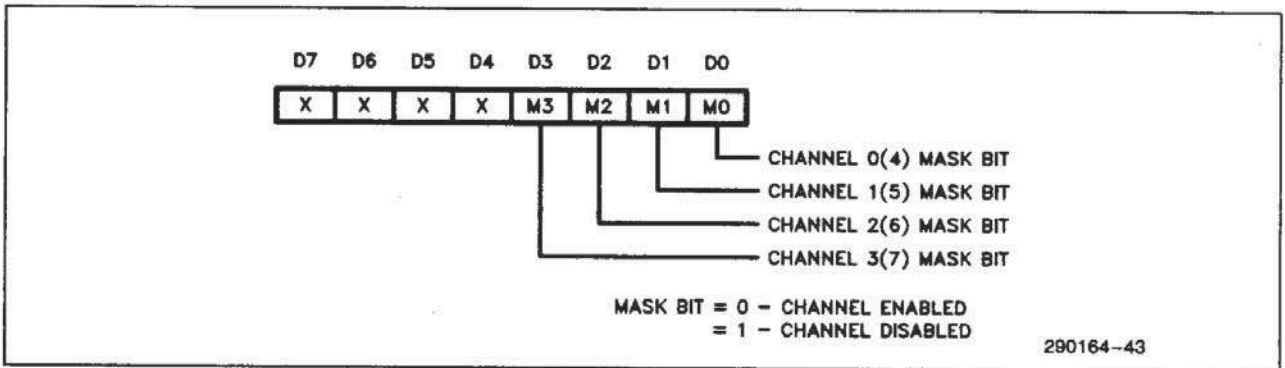 D7 D6 D5 D4 D3 D2 D1 D0
X X X X M3 M2 M1 M0
CHANNEL 0(4) MASK BIT
CHANNEL 1(5) MASK BIT
CHANNEL 2(6) MASK BIT
CHANNEL 3(7) MASK BIT
MASK BIT = 0 – CHANNEL ENABLED
= 1 – CHANNEL DISABLED
290164–43